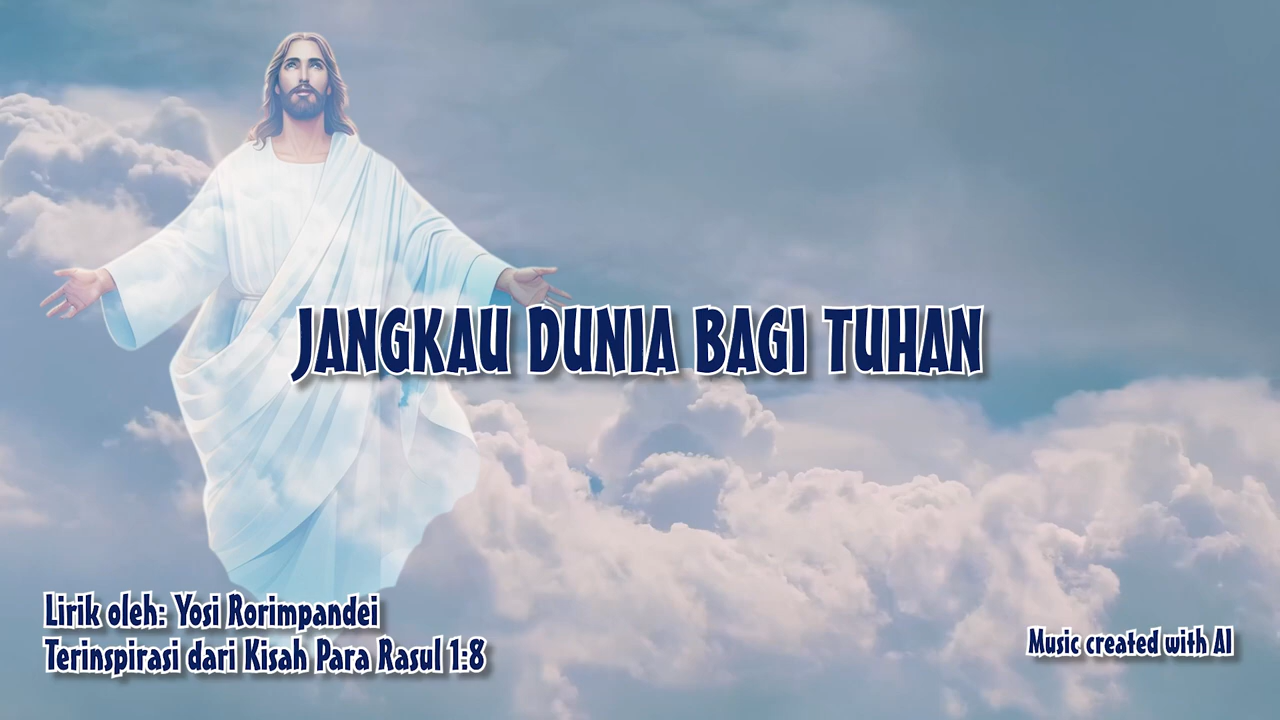 JANGKAU DUNIA BAGI TUHAN
Lirik oleh: Yosi Rorimpandei
Terinspirasi dari Kisah Para Rasul 1:8
Music created with AI